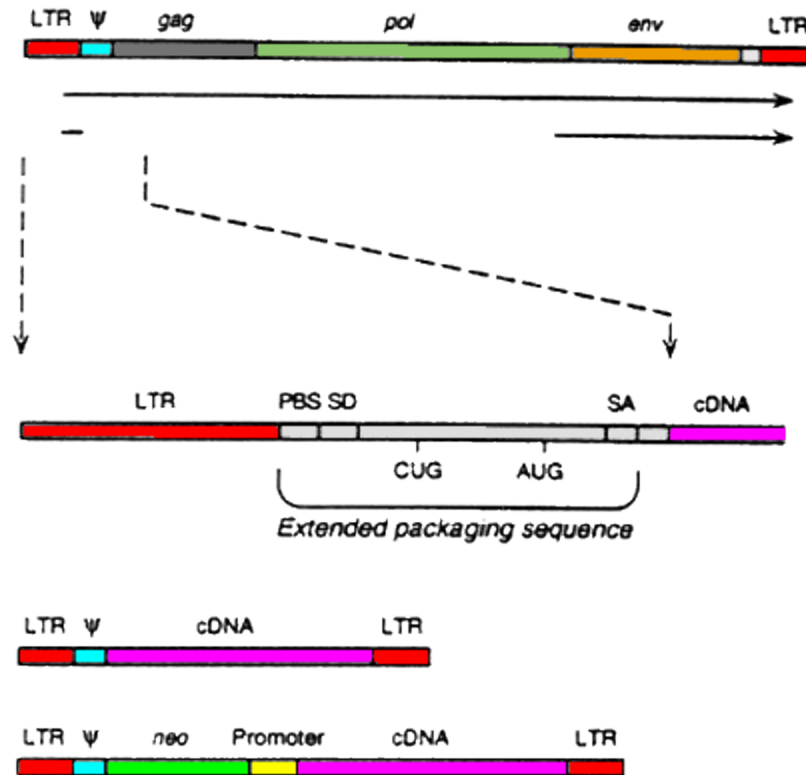 LTR Ψ gag pol env LTR
LTR PBS SD SA cDNA
CUG AUG
Extended packaging sequence
LTR Ψ cDNA LTR
LTR Ψ neo Promoter cDNA LTR